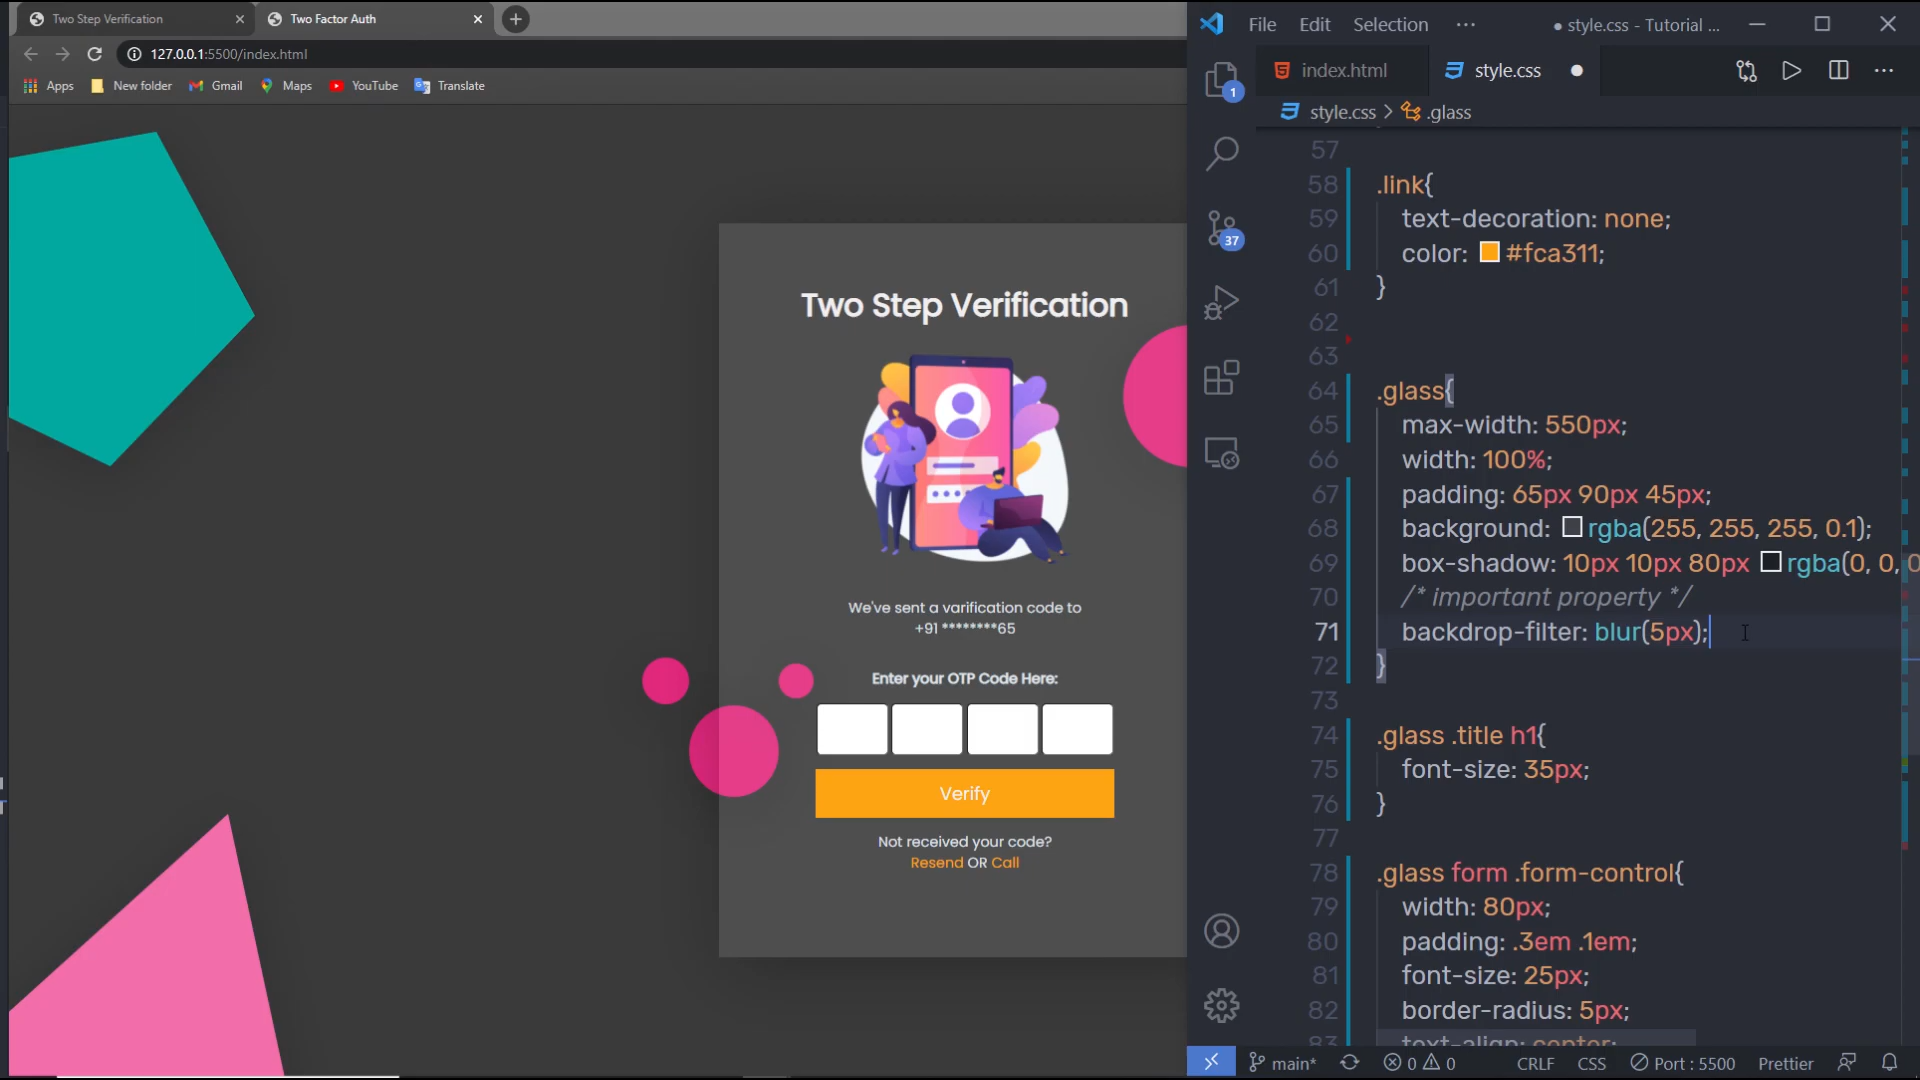 Two Step Verification
Two Factor Auth
127.0.0.1:5500/index.html
Apps
New folder
Gmail
Maps
YouTube
Translate
Two Step Verification
We've sent a varification code to
+91 ********65
Enter your OTP Code Here:
Verify
Not received your code?
Resend OR Call
File Edit Selection ···
● style.css - Tutorial ...
index.html
style.css
style.css > .glass
1
37
57
58 .link{
59 text-decoration: none;
60 color: #fca311;
61 }
62
63
64 .glass{
65 max-width: 550px;
66 width: 100%;
67 padding: 65px 90px 45px;
68 background: rgba(255, 255, 255, 0.1);
69 box-shadow: 10px 10px 80px rgba(0, 0, 0
70 /* important property */
71 backdrop-filter: blur(5px);
72 }
73
74 .glass .title h1{
75 font-size: 35px;
76 }
77
78 .glass form .form-control{
79 width: 80px;
80 padding: .3em .1em;
81 font-size: 25px;
82 border-radius: 5px;
83 text-align: center;
main* 0 0 CRLF CSS Port : 5500 Prettier